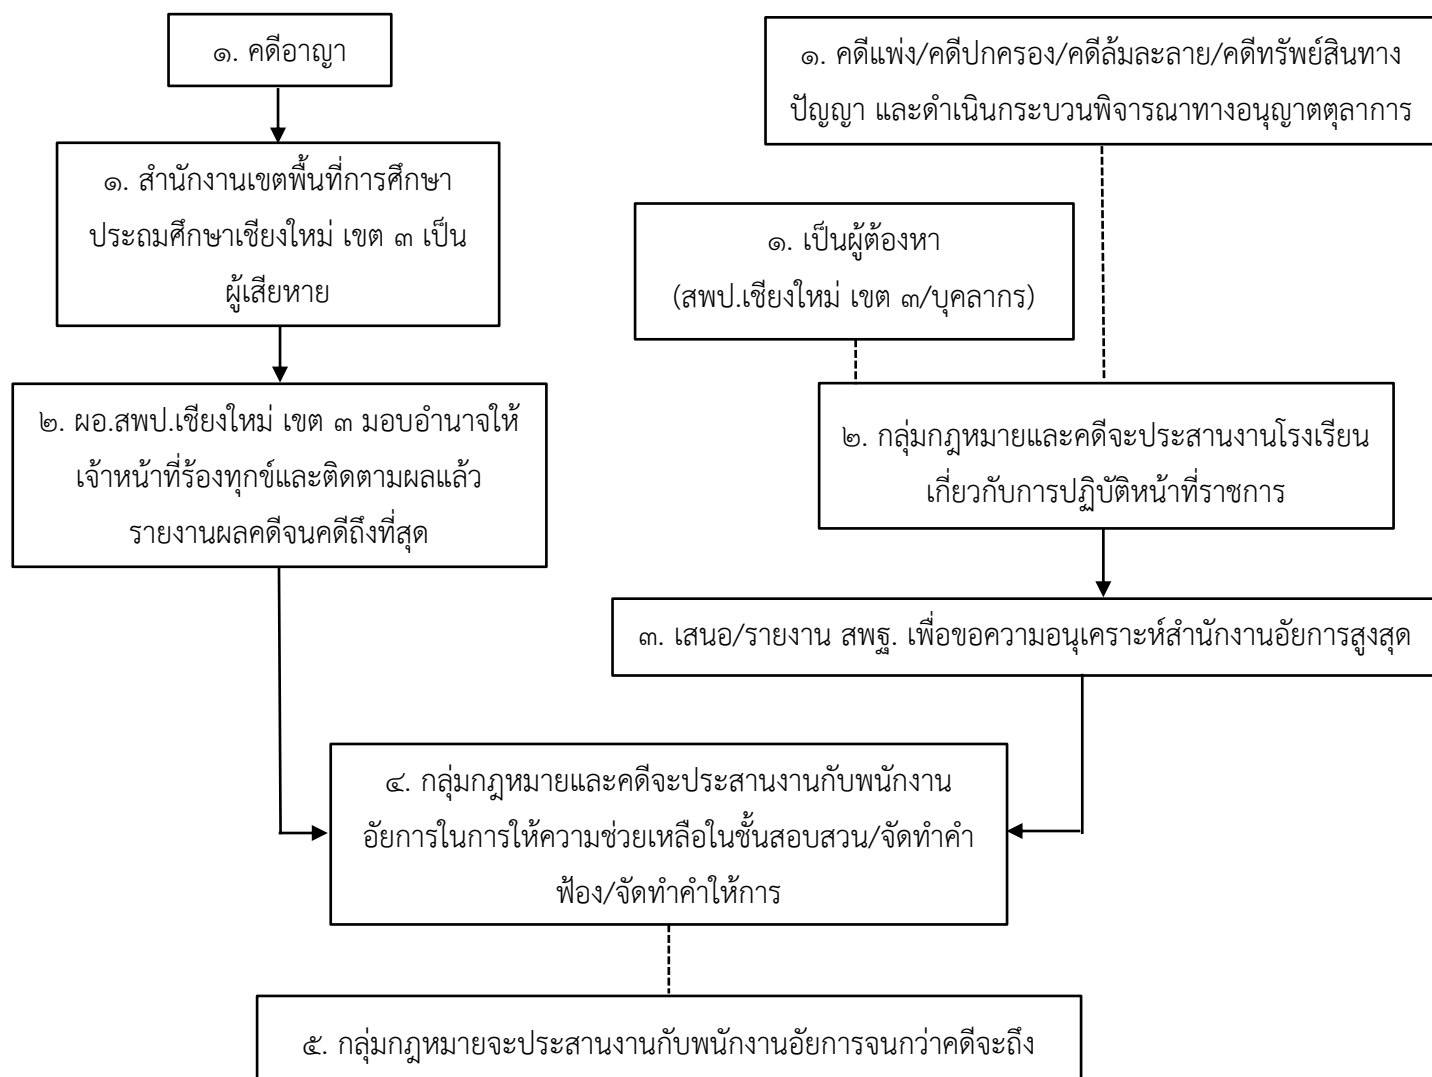 ๑. คดีอาญา
๑. สำนักงานเขตพื้นที่การศึกษา
ประถมศึกษาเชียงใหม่ เขต ๓ เป็น
ผู้เสียหาย
๒. ผอ.สพป.เชียงใหม่ เขต ๓ มอบอำนาจให้
เจ้าหน้าที่ร้องทุกข์และติดตามผลแล้ว
รายงานผลคดีจนคดีถึงที่สุด
๑. คดีแพ่ง/คดีปกครอง/คดีล้มละลาย/คดีทรัพย์สินทาง
ปัญญา และดำเนินกระบวนพิจารณาทางอนุญาตตุลาการ
๑. เป็นผู้ต้องหา
(สพป.เชียงใหม่ เขต ๓/บุคลากร)
๒. กลุ่มกฎหมายและคดีจะประสานงานโรงเรียน
เกี่ยวกับการปฏิบัติหน้าที่ราชการ
๓. เสนอ/รายงาน สพฐ. เพื่อขอความอนุเคราะห์สำนักงานอัยการสูงสุด
๔. กลุ่มกฎหมายและคดีจะประสานงานกับพนักงาน
อัยการในการให้ความช่วยเหลือในชั้นสอบสวน/จัดทำคำ
ฟ้อง/จัดทำคำให้การ
๕. กลุ่มกฎหมายจะประสานงานกับพนักงานอัยการจนกว่าคดีจะถึง